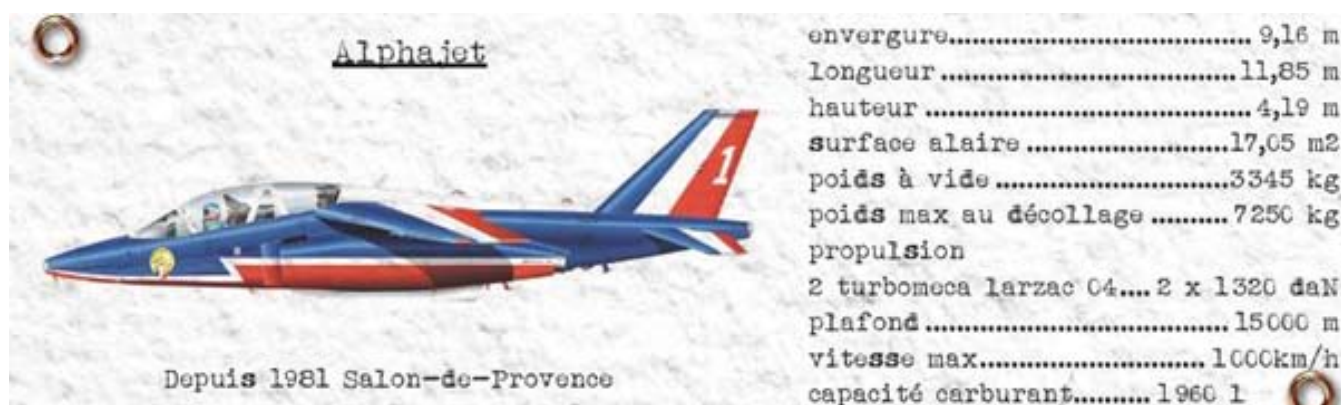 Alphajet
1
Depuis 1981 Salon-de-Provence
envergure..................................... 9,16 m
longueur .................................... 11,85 m
hauteur ........................................ 4,19 m
surface alaire .........................17,05 m2
poids à vide .............................3345 kg
poids max au décollage .......... 7250 kg
propulsion
2 turbomeca larzac 04.... 2 x 1320 daN
plafond ..................................... 15000 m
vitesse max............................ 1000km/h
capacité carburant.......... 1960 l